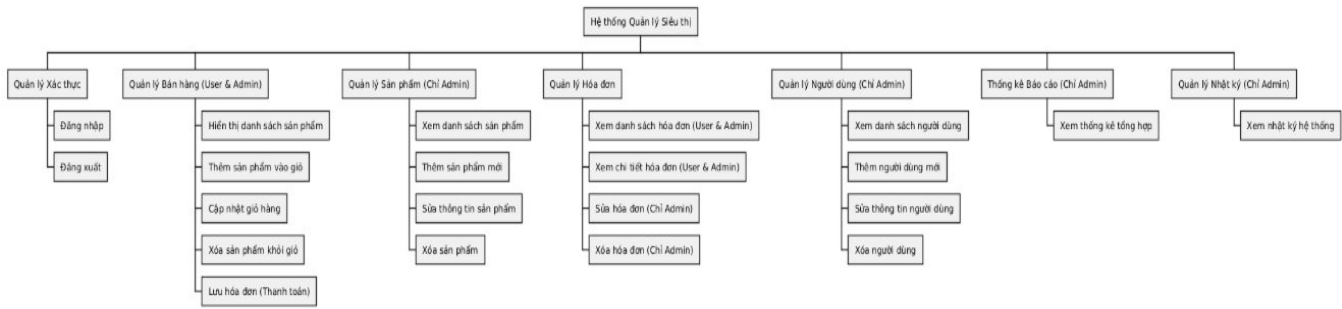 Hệ thống Quản lý Siêu thị
Quản lý Xác thực
Đăng nhập
Đăng xuất
Quản lý Bán hàng (User & Admin)
Hiển thị danh sách sản phẩm
Thêm sản phẩm vào giỏ
Cập nhật giỏ hàng
Xóa sản phẩm khỏi giỏ
Lưu hóa đơn (Thanh toán)
Quản lý Sản phẩm (Chỉ Admin)
Xem danh sách sản phẩm
Thêm sản phẩm mới
Sửa thông tin sản phẩm
Xóa sản phẩm
Quản lý Hóa đơn
Xem danh sách hóa đơn (User & Admin)
Xem chi tiết hóa đơn (User & Admin)
Sửa hóa đơn (Chỉ Admin)
Xóa hóa đơn (Chỉ Admin)
Quản lý Người dùng (Chỉ Admin)
Xem danh sách người dùng
Thêm người dùng mới
Sửa thông tin người dùng
Xóa người dùng
Thống kê Báo cáo (Chỉ Admin)
Xem thống kê tổng hợp
Quản lý Nhật ký (Chỉ Admin)
Xem nhật ký hệ thống